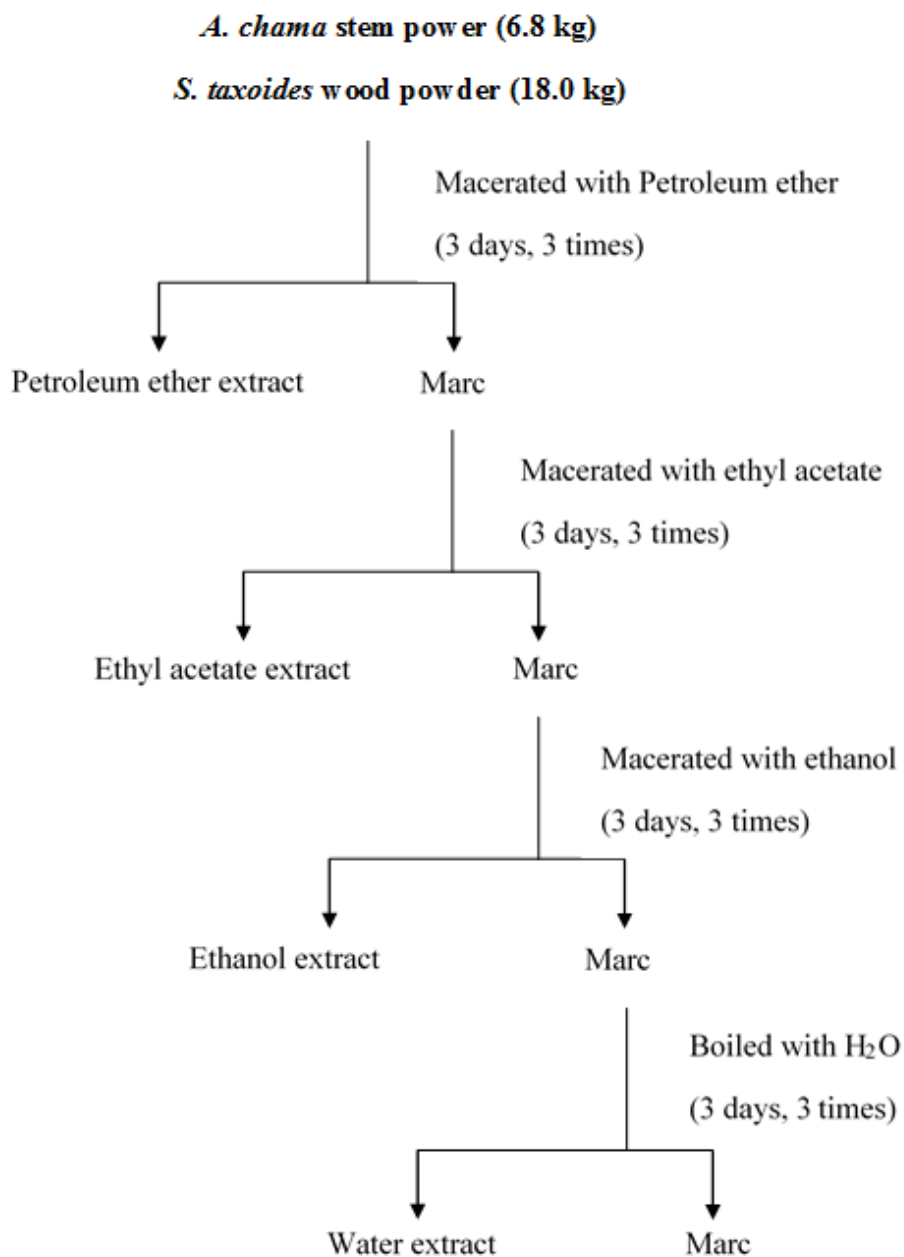 A. chama stem power (6.8 kg)
S. taxoides wood powder (18.0 kg)
Macerated with Petroleum ether
(3 days, 3 times)
Petroleum ether extract
Marc
Macerated with ethyl acetate
(3 days, 3 times)
Ethyl acetate extract
Marc
Macerated with ethanol
(3 days, 3 times)
Ethanol extract
Marc
Boiled with H₂O
(3 days, 3 times)
Water extract
Marc